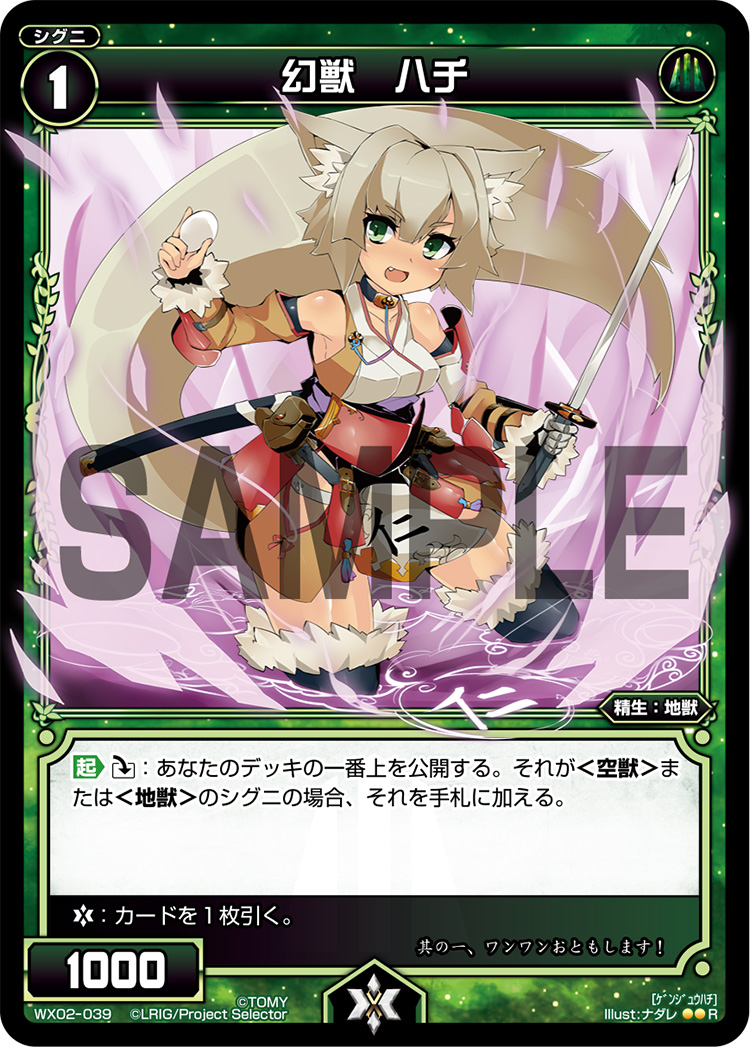 シグニ
1
幻獣　ハチ
SAMPLE
仁
仁
精生：地獣
起 ：あなたのデッキの一番上を公開する。それが＜空獣＞ま
たは＜地獣＞のシグニの場合、それを手札に加える。
：カードを１枚引く。
其の一、ワンワンおともします！
1000
©TOMY
WX02-039 ©LRIG/Project Selector
[ｹﾞﾝｼﾞｭｳﾊﾁ]
Illust:ナダレ R